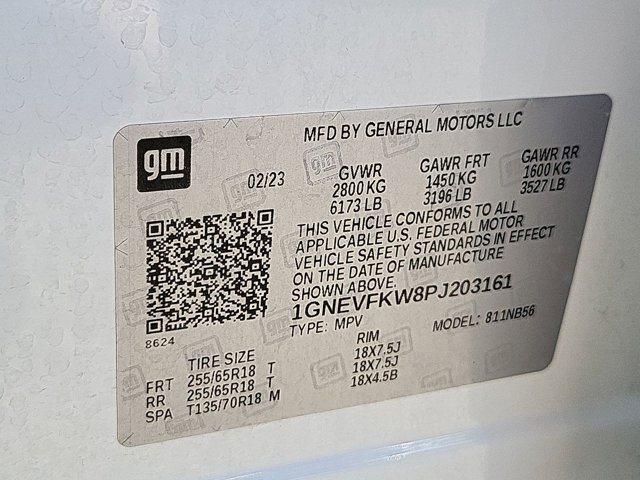 gm
MFD BY GENERAL MOTORS LLC
02/23
GVWR GAWR FRT GAWR RR
2800 KG 1450 KG 1600 KG
6173 LB 3196 LB 3527 LB
THIS VEHICLE CONFORMS TO ALL
APPLICABLE U.S. FEDERAL MOTOR
VEHICLE SAFETY STANDARDS IN EFFECT
ON THE DATE OF MANUFACTURE
SHOWN ABOVE.
1GNEVFKW8PJ203161
TYPE: MPV MODEL: 811NB56
8624
TIRE SIZE RIM
FRT 255/65R18 T 18X7.5J
RR 255/65R18 T 18X7.5J
SPA T135/70R18 M 18X4.5B